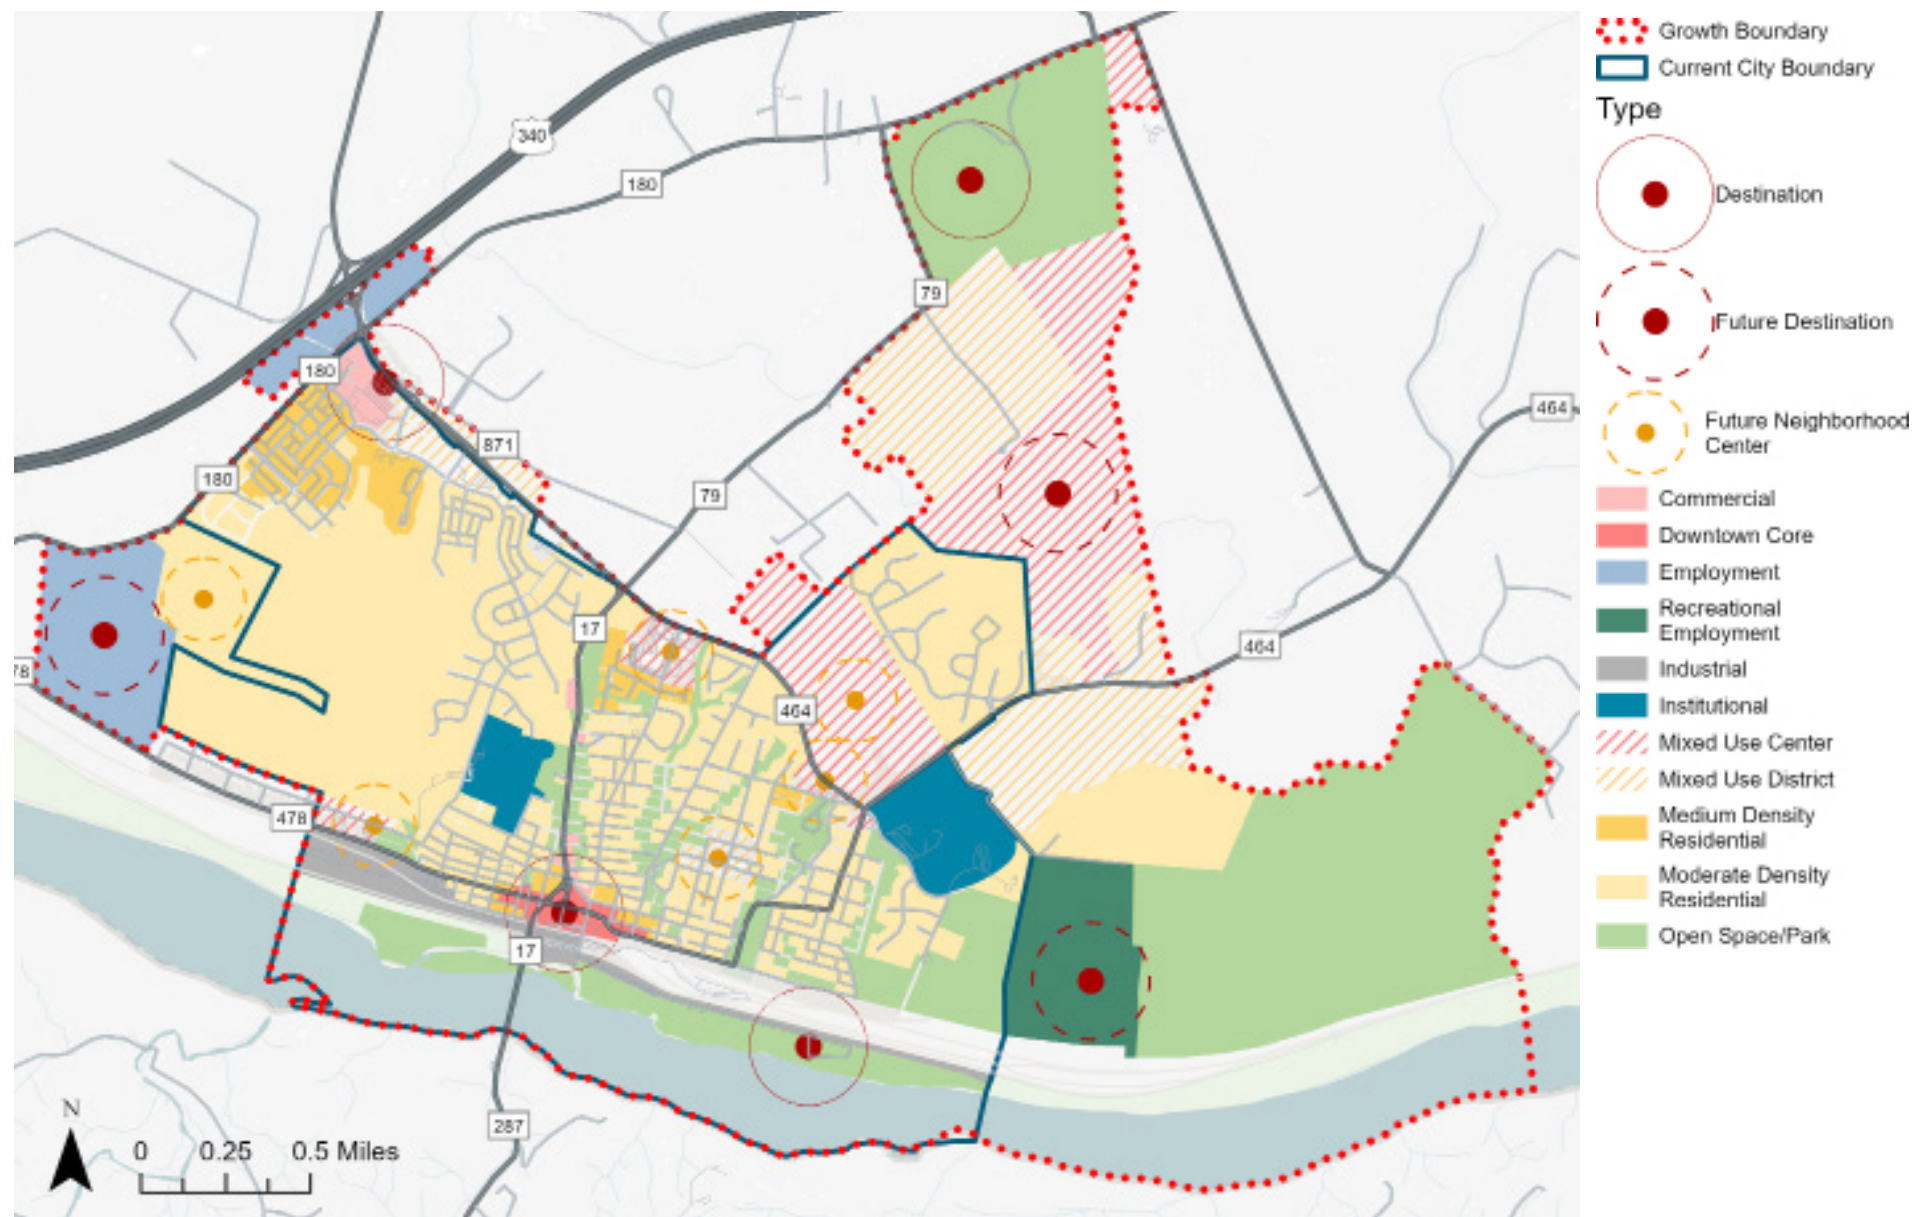 340
180
79
180
871
180
79
464
464
17
464
78
478
17
287
N
0 0.25 0.5 Miles
Growth Boundary
Current City Boundary
Type
Destination
Future Destination
Future Neighborhood
Center
Commercial
Downtown Core
Employment
Recreational
Employment
Industrial
Institutional
Mixed Use Center
Mixed Use District
Medium Density
Residential
Moderate Density
Residential
Open Space/Park